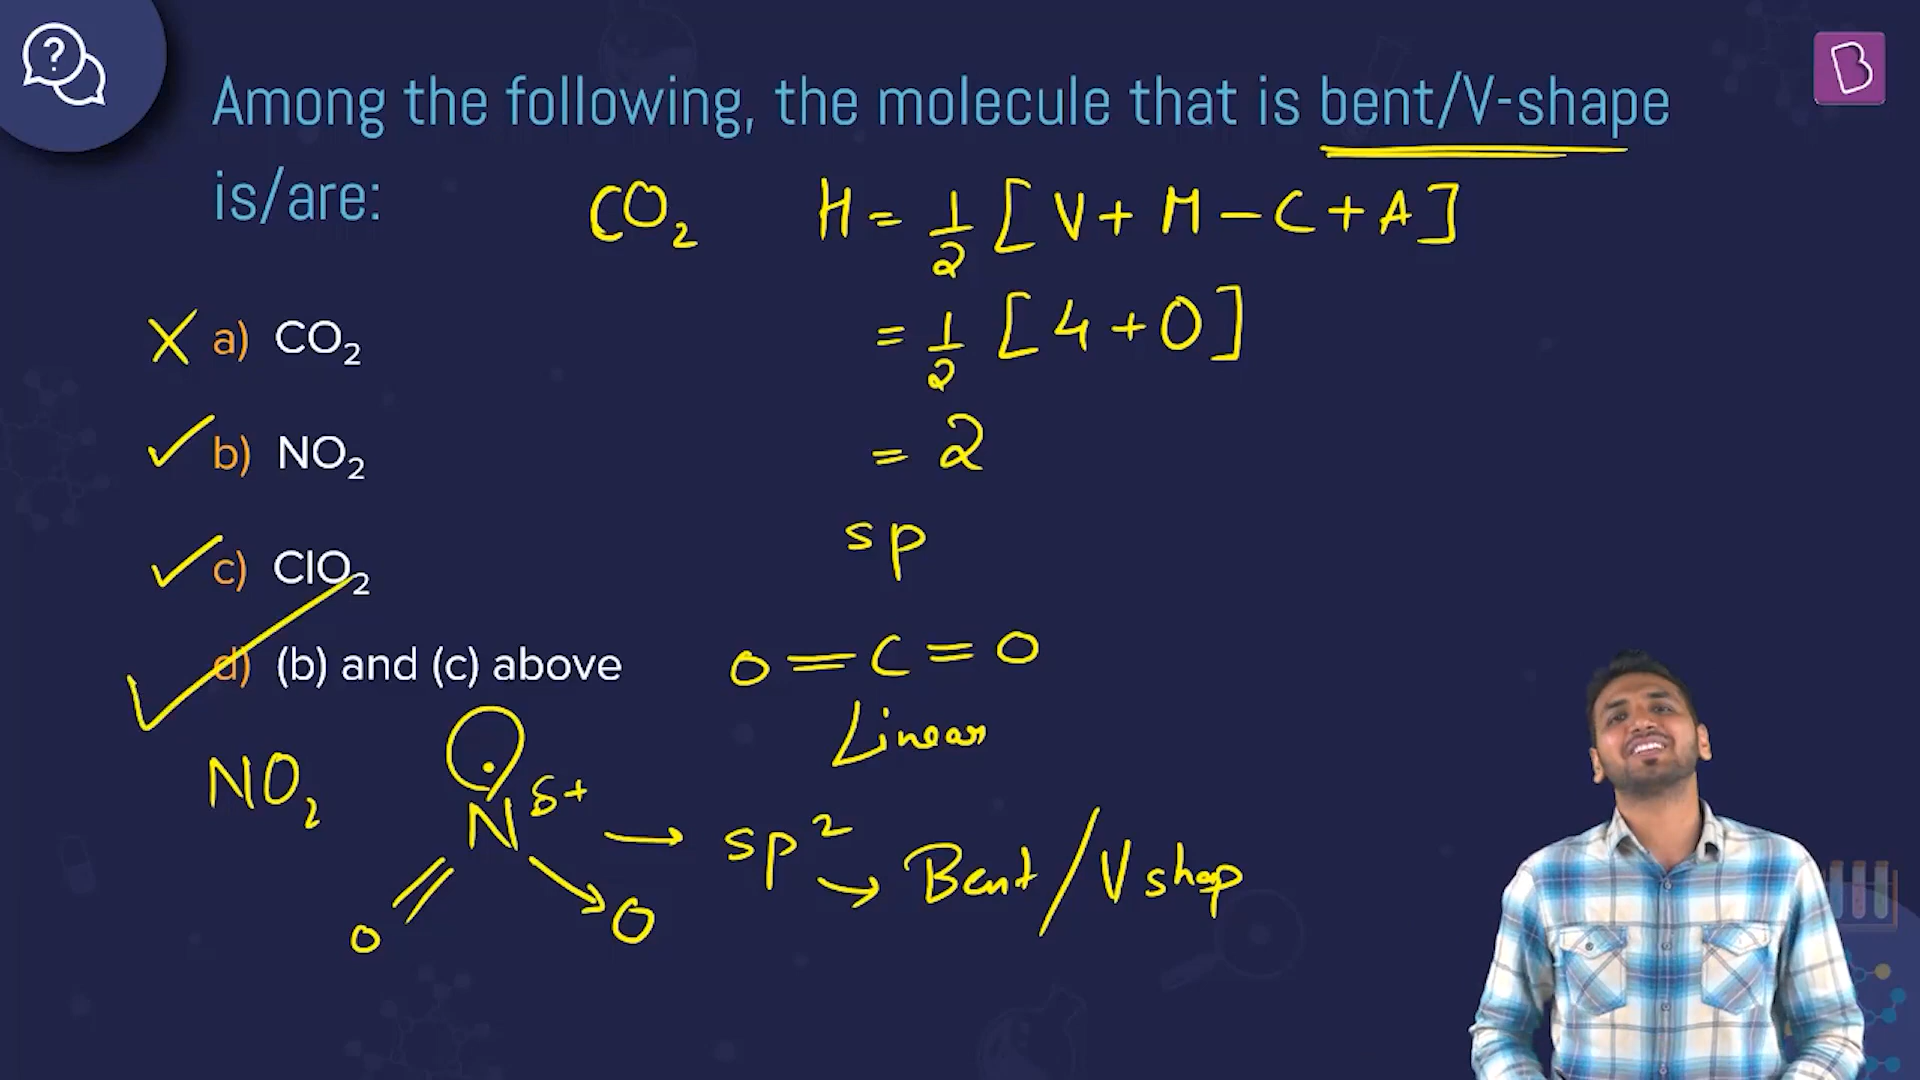 Among the following, the molecule that is bent/V-shape
is/are:
CO₂ H = 1/2 [V + M - C + A]
= 1/2 [4 + 0]
a) CO₂
= 2
b) NO₂
sp
c) ClO₂
O = C = O
d) (b) and (c) above
Linear
NO₂
N δ+ → sp² → Bent/V shap
O O
B
?